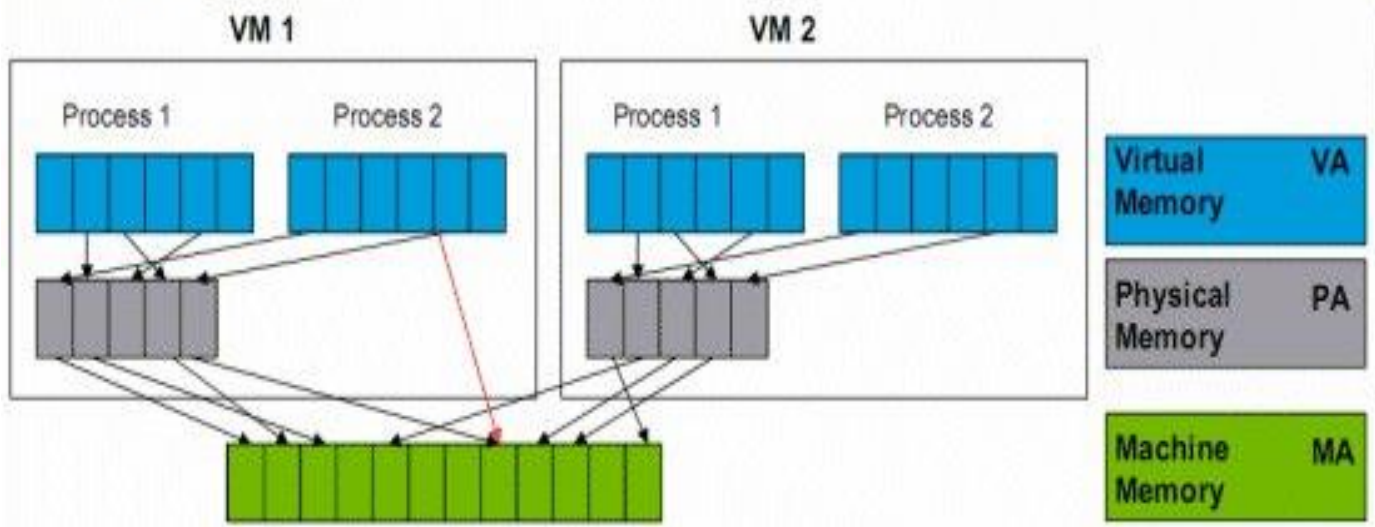 VM 1
VM 2
Process 1
Process 2
Process 1
Process 2
Virtual VA
Memory
Physical PA
Memory
Machine MA
Memory